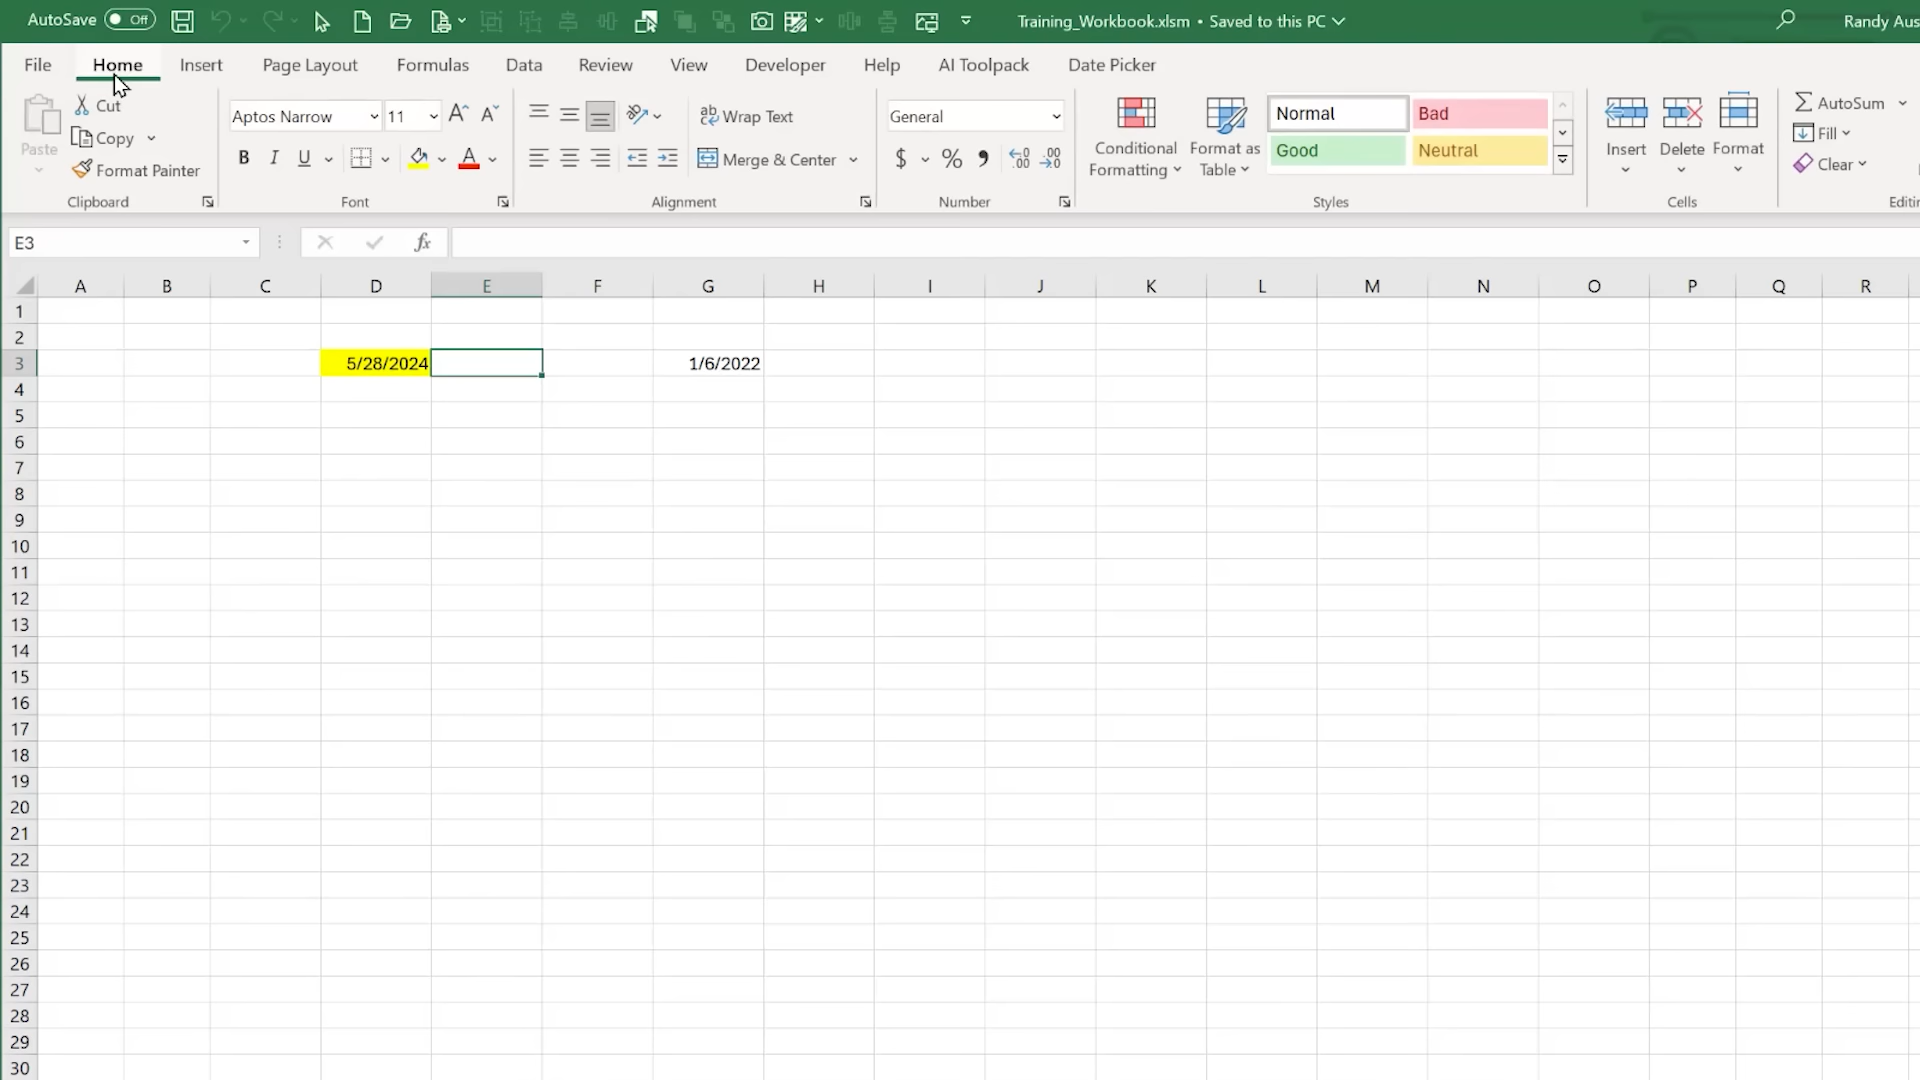 AutoSave Off Training_Workbook.xlsm • Saved to this PC Randy Aus
File Home Insert Page Layout Formulas Data Review View Developer Help AI Toolpack Date Picker
Paste
Cut
Copy
Format Painter
Clipboard
Aptos Narrow 11
B I U
Font
Wrap Text
Merge & Center
Alignment
General
$ % 9
Number
Conditional Formatting
Format as Table
Normal Bad
Good Neutral
Styles
Insert Delete Format
Cells
AutoSum
Fill
Clear
Editin
E3 fx
A B C D E F G H I J K L M N O P Q R
1
2
3 5/28/2024 1/6/2022
4
5
6
7
8
9
10
11
12
13
14
15
16
17
18
19
20
21
22
23
24
25
26
27
28
29
30